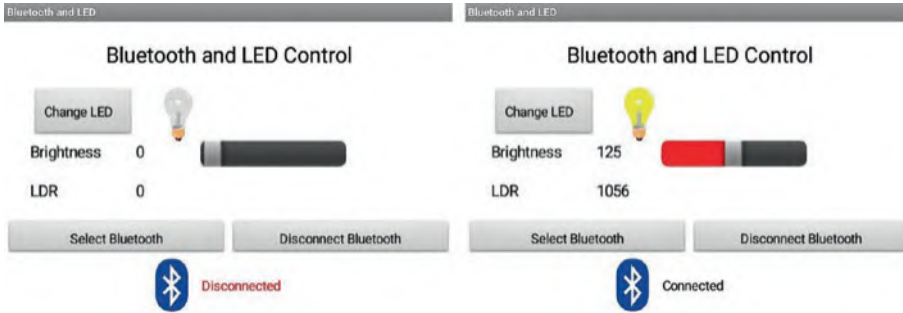 Bluetooth and LED
Bluetooth and LED Control
Change LED
Brightness 0
LDR 0
Select Bluetooth Disconnect Bluetooth
Disconnected
Bluetooth and LED
Bluetooth and LED Control
Change LED
Brightness 125
LDR 1056
Select Bluetooth Disconnect Bluetooth
Connected